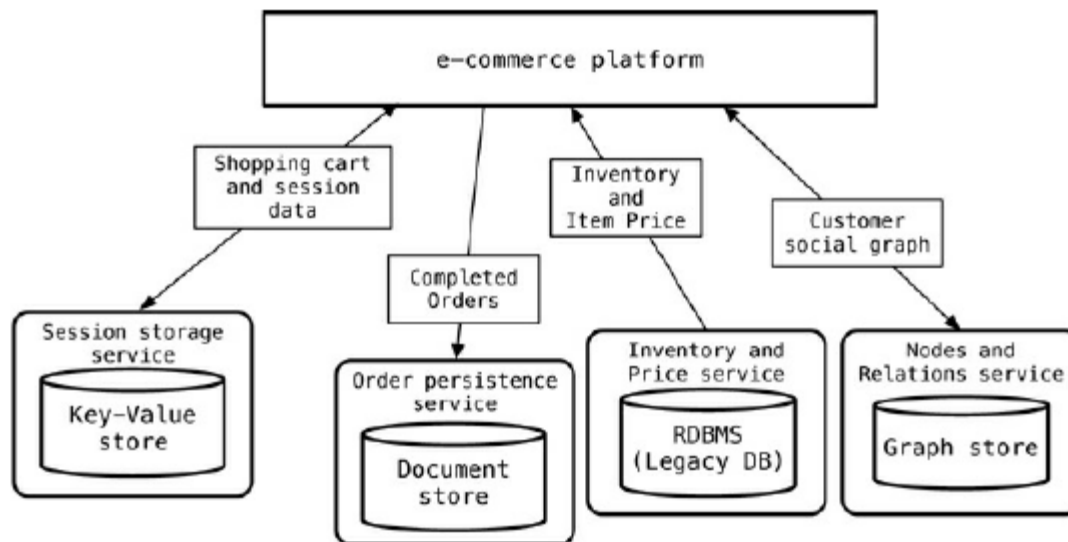 e-commerce platform
Shopping cart
and session
data
Inventory
and
Item Price
Customer
social graph
Completed
Orders
Session storage
service
Key-Value
store
Order persistence
service
Document
store
Inventory and
Price service
RDBMS
(Legacy DB)
Nodes and
Relations service
Graph store